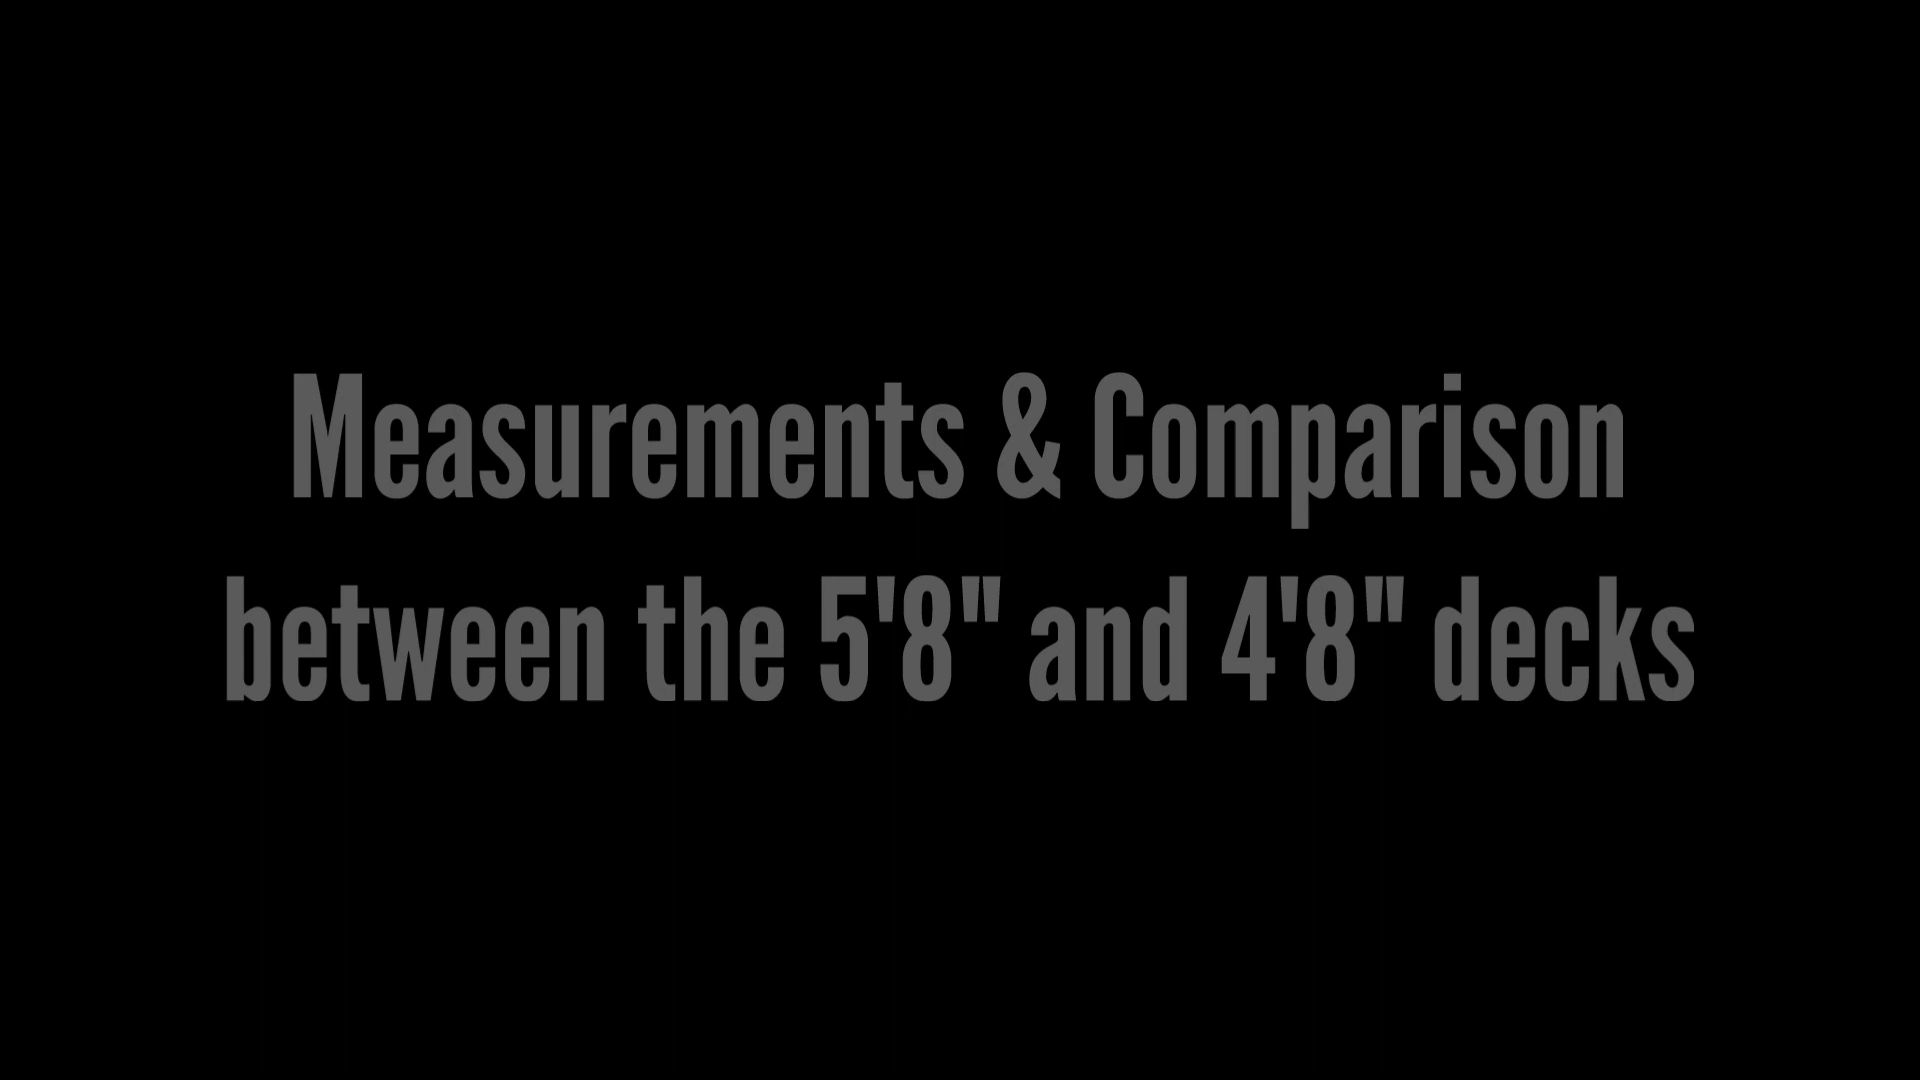 Measurements & Comparison
between the 5'8" and 4'8" decks